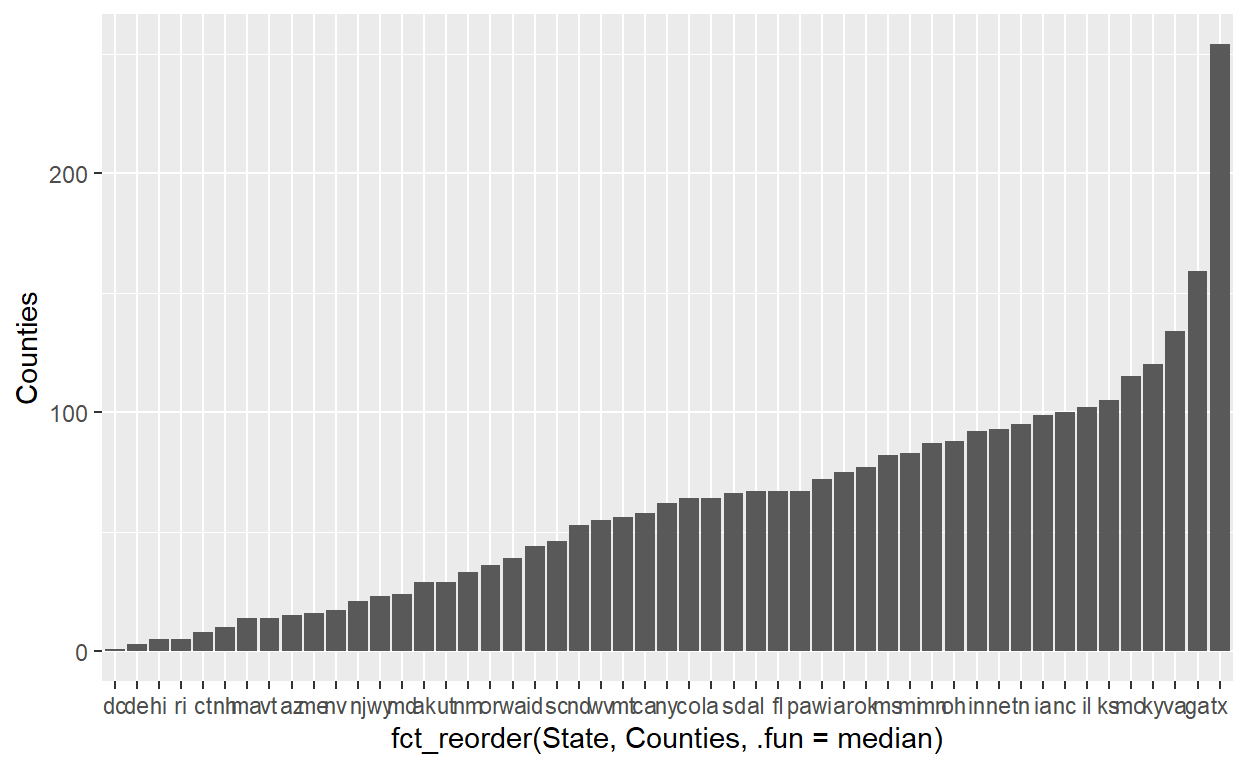 200
100
0
Counties
dc de hi ri ct nh ma vt az me nv nj wy md ak ut nm or wa id sc nd wv mt ca ny co la sd al fl pa wi ar ok ms mi mn oh in ne tn ia nc il ks mo ky va ga tx
fct_reorder(State, Counties, .fun = median)